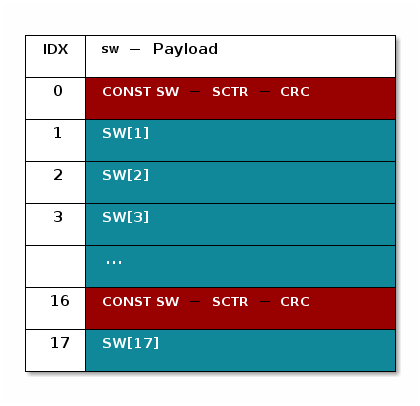 IDX sw — Payload
0 CONST SW — SCTR — CRC
1 SW[1]
2 SW[2]
3 SW[3]
...
16 CONST SW — SCTR — CRC
17 SW[17]